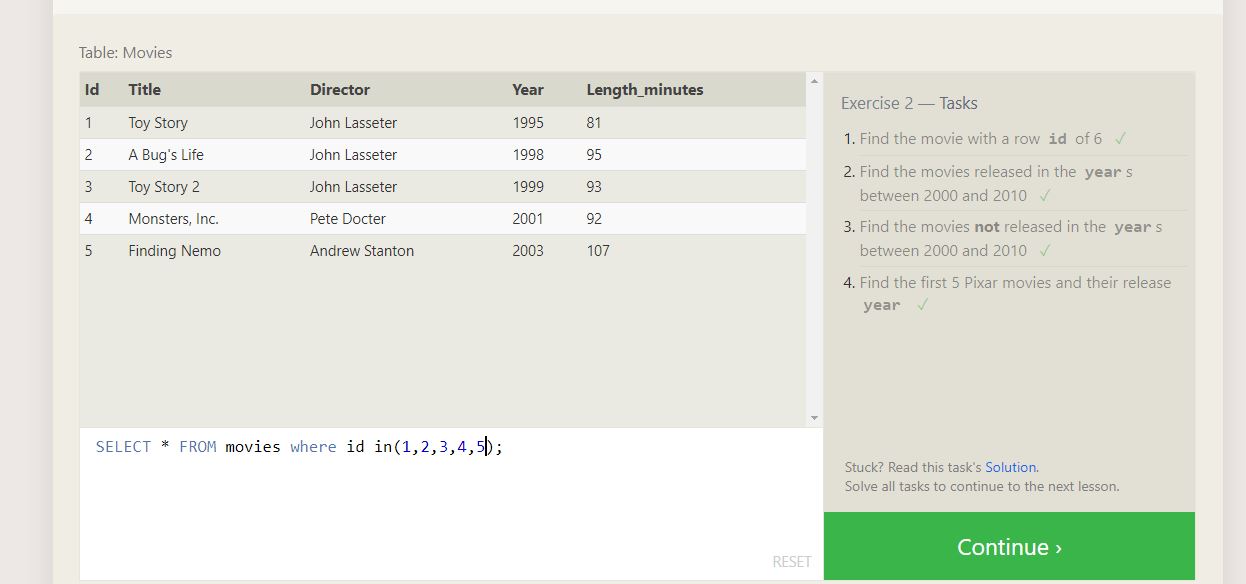 Table: Movies
Id Title Director Year Length_minutes
1 Toy Story John Lasseter 1995 81
2 A Bug's Life John Lasseter 1998 95
3 Toy Story 2 John Lasseter 1999 93
4 Monsters, Inc. Pete Docter 2001 92
5 Finding Nemo Andrew Stanton 2003 107
SELECT * FROM movies where id in(1,2,3,4,5);
RESET
Exercise 2 — Tasks
1. Find the movie with a row id of 6 ✓
2. Find the movies released in the year s
between 2000 and 2010 ✓
3. Find the movies not released in the year s
between 2000 and 2010 ✓
4. Find the first 5 Pixar movies and their release
year ✓
Stuck? Read this task's Solution.
Solve all tasks to continue to the next lesson.
Continue ›